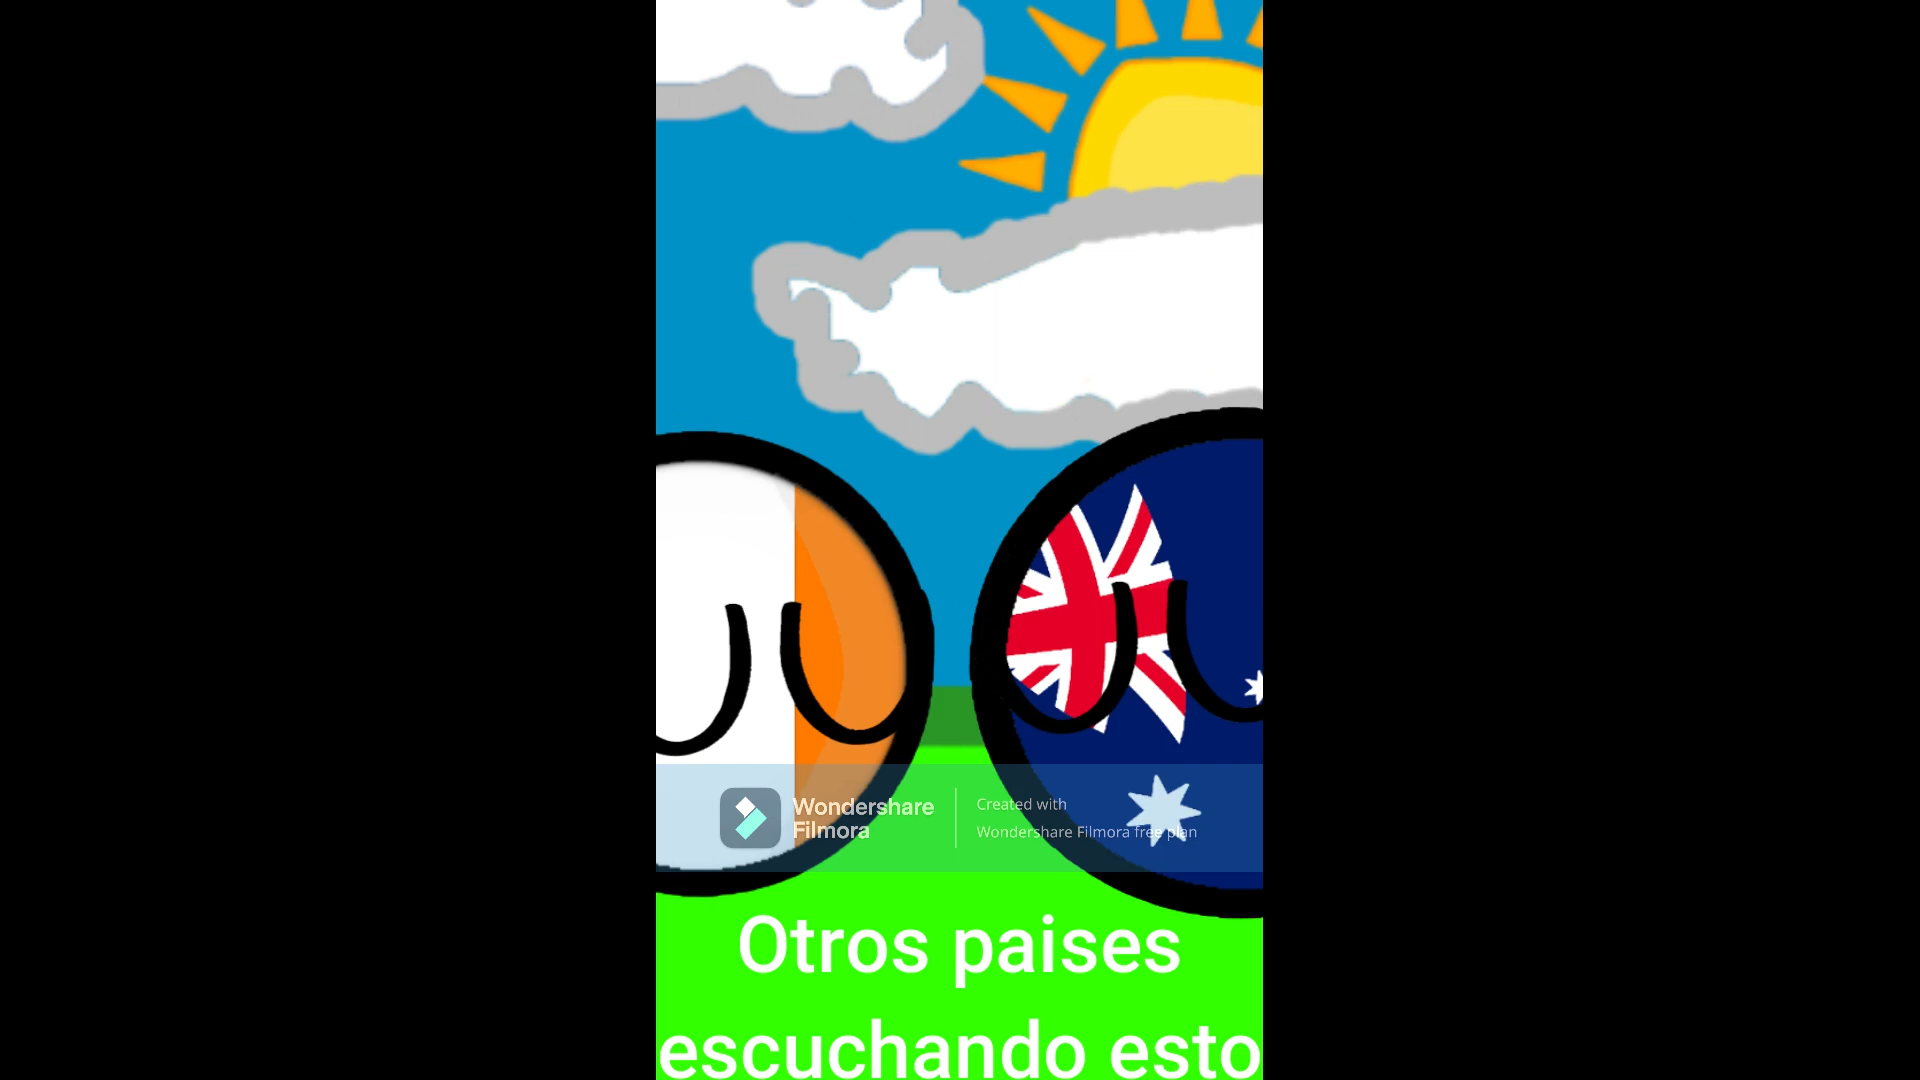 Wondershare
Filmora
Created with
Wondershare Filmora free plan
Otros paises
escuchando esto